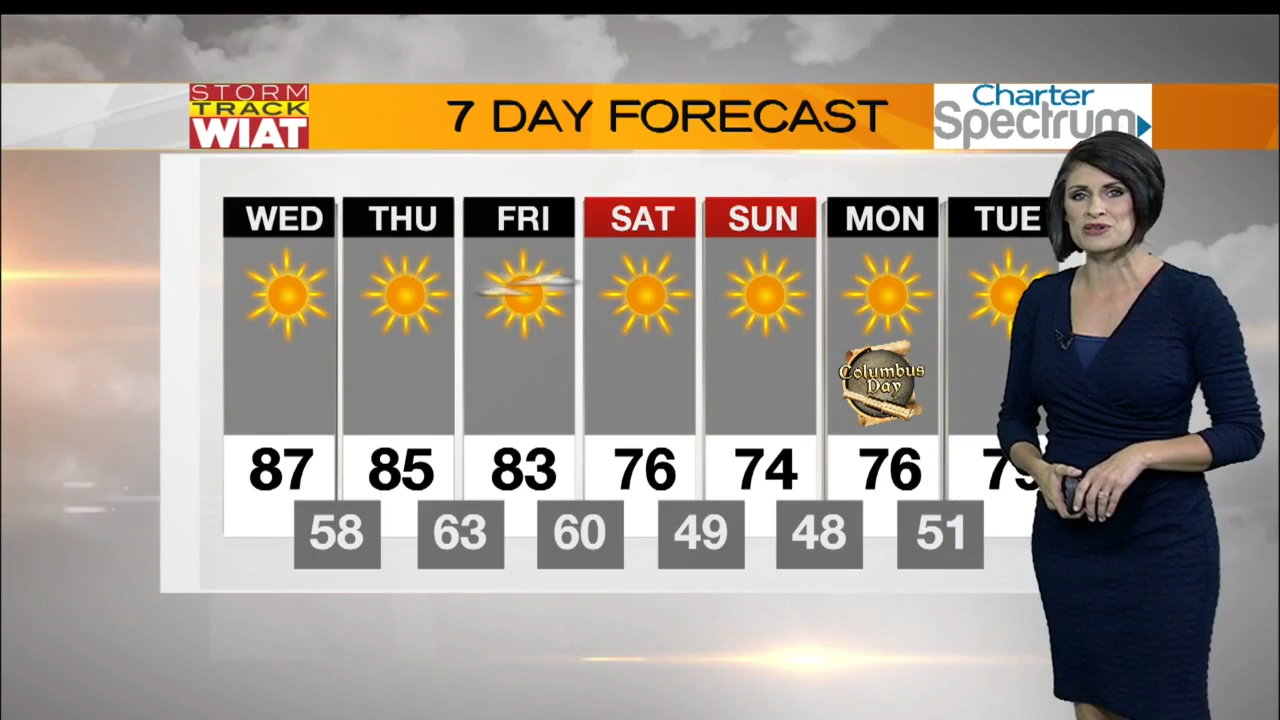 STORM
TRACK
WIAT
7 DAY FORECAST
Charter
Spectrum
WED THU FRI SAT SUN MON TUE
Columbus
Day
87 85 83 76 74 76
58 63 60 49 48 51